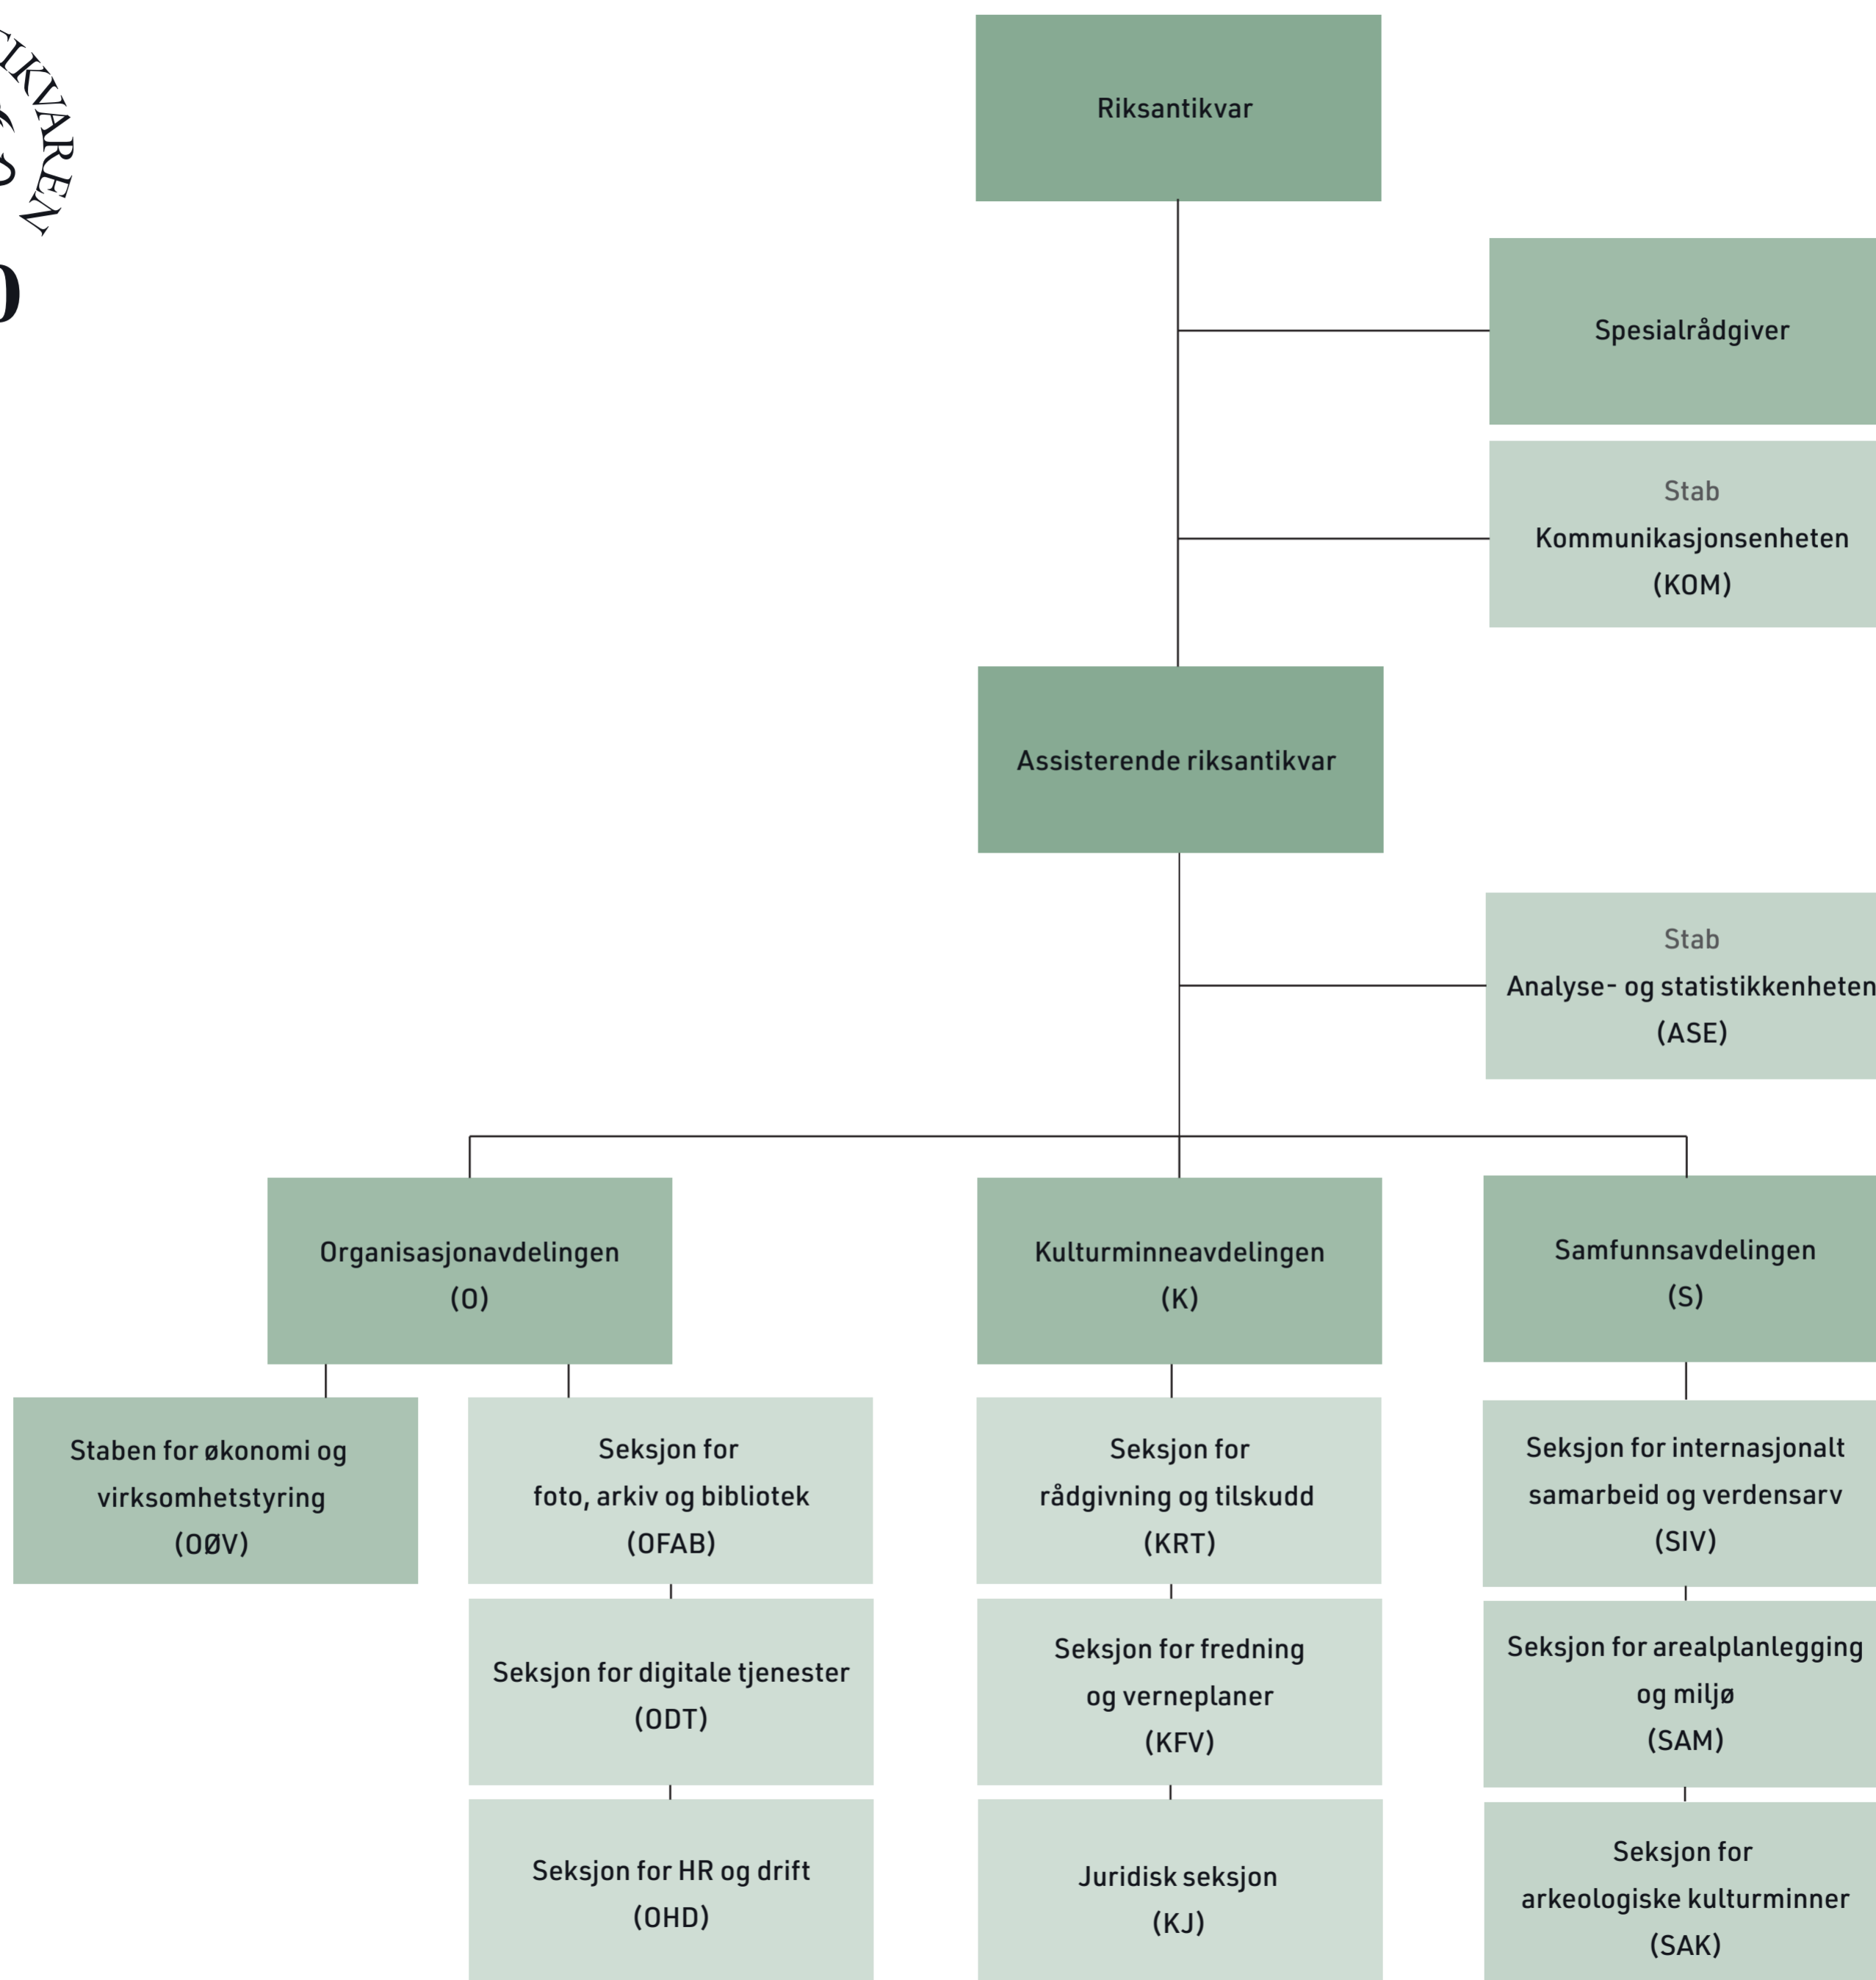 Riksantikvar
Spesialrådgiver
Stab
Kommunikasjonsenheten
(KOM)
Assisterende riksantikvar
Stab
Analyse- og statistikkenheten
(ASE)
Organisasjonavdelingen
(O)
Kulturminneavdelingen
(K)
Samfunnsavdelingen
(S)
Staben for økonomi og
virksomhetstyring
(OØV)
Seksjon for
foto, arkiv og bibliotek
(OFAB)
Seksjon for
rådgivning og tilskudd
(KRT)
Seksjon for internasjonalt
samarbeid og verdensarv
(SIV)
Seksjon for digitale tjenester
(ODT)
Seksjon for fredning
og verneplaner
(KFV)
Seksjon for arealplanlegging
og miljø
(SAM)
Seksjon for HR og drift
(OHD)
Juridisk seksjon
(KJ)
Seksjon for
arkeologiske kulturminner
(SAK)